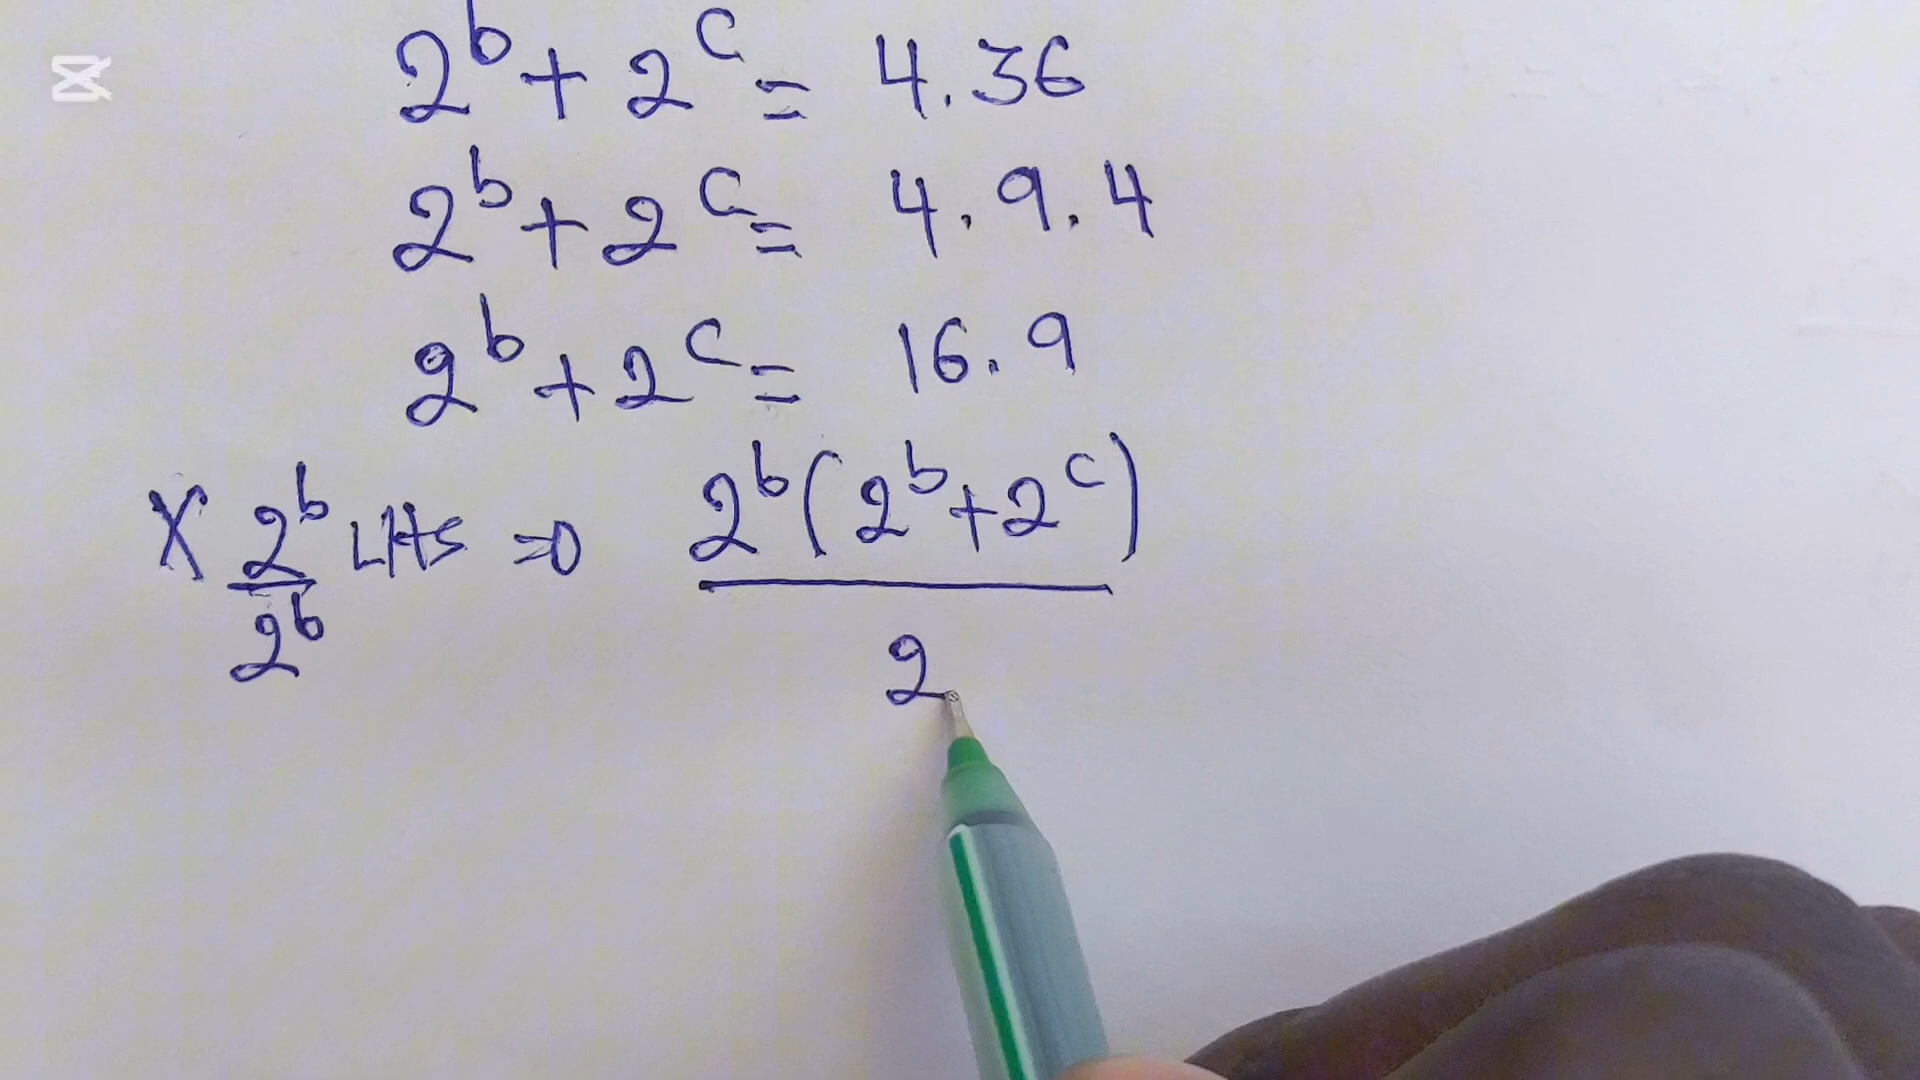 2^b + 2^c = 4.36
2^b + 2^c = 4.9.4
2^b + 2^c = 16.9
X 2^b/2^b LHS => 2^b(2^b+2^c)/2